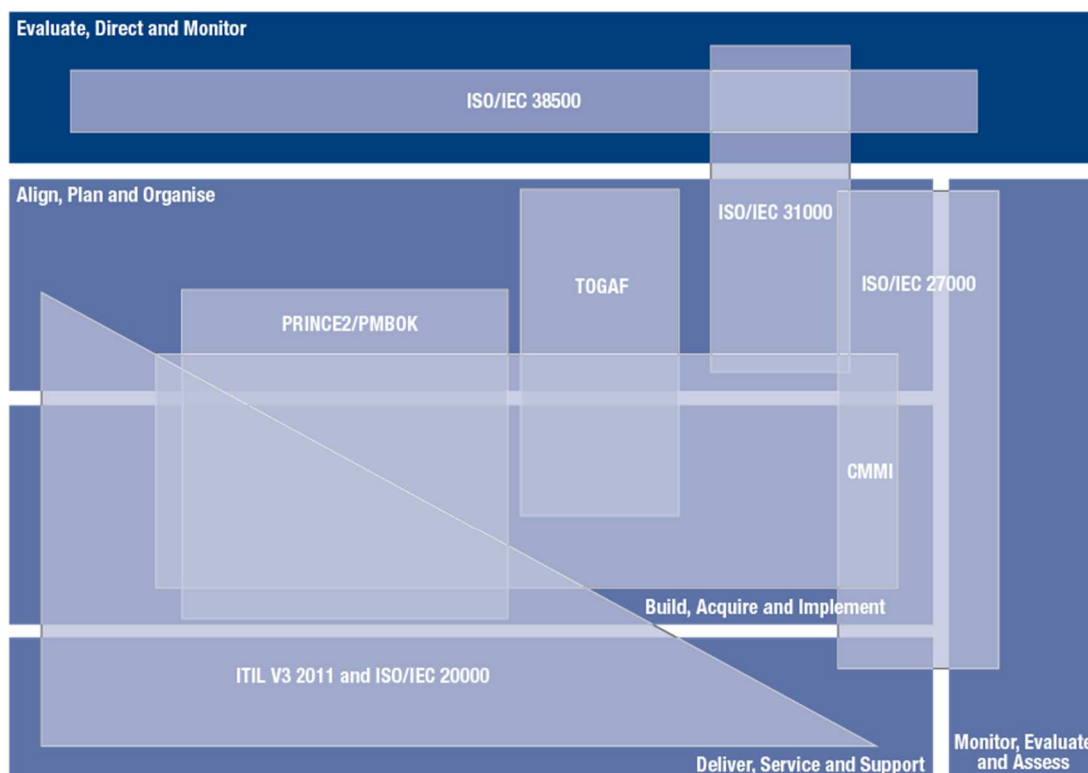 Evaluate, Direct and Monitor
ISO/IEC 38500
Align, Plan and Organise
ISO/IEC 31000
TOGAF
ISO/IEC 27000
PRINCE2/PMBOK
CMMI
Build, Acquire and Implement
ITIL V3 2011 and ISO/IEC 20000
Deliver, Service and Support
Monitor, Evaluate
and Assess